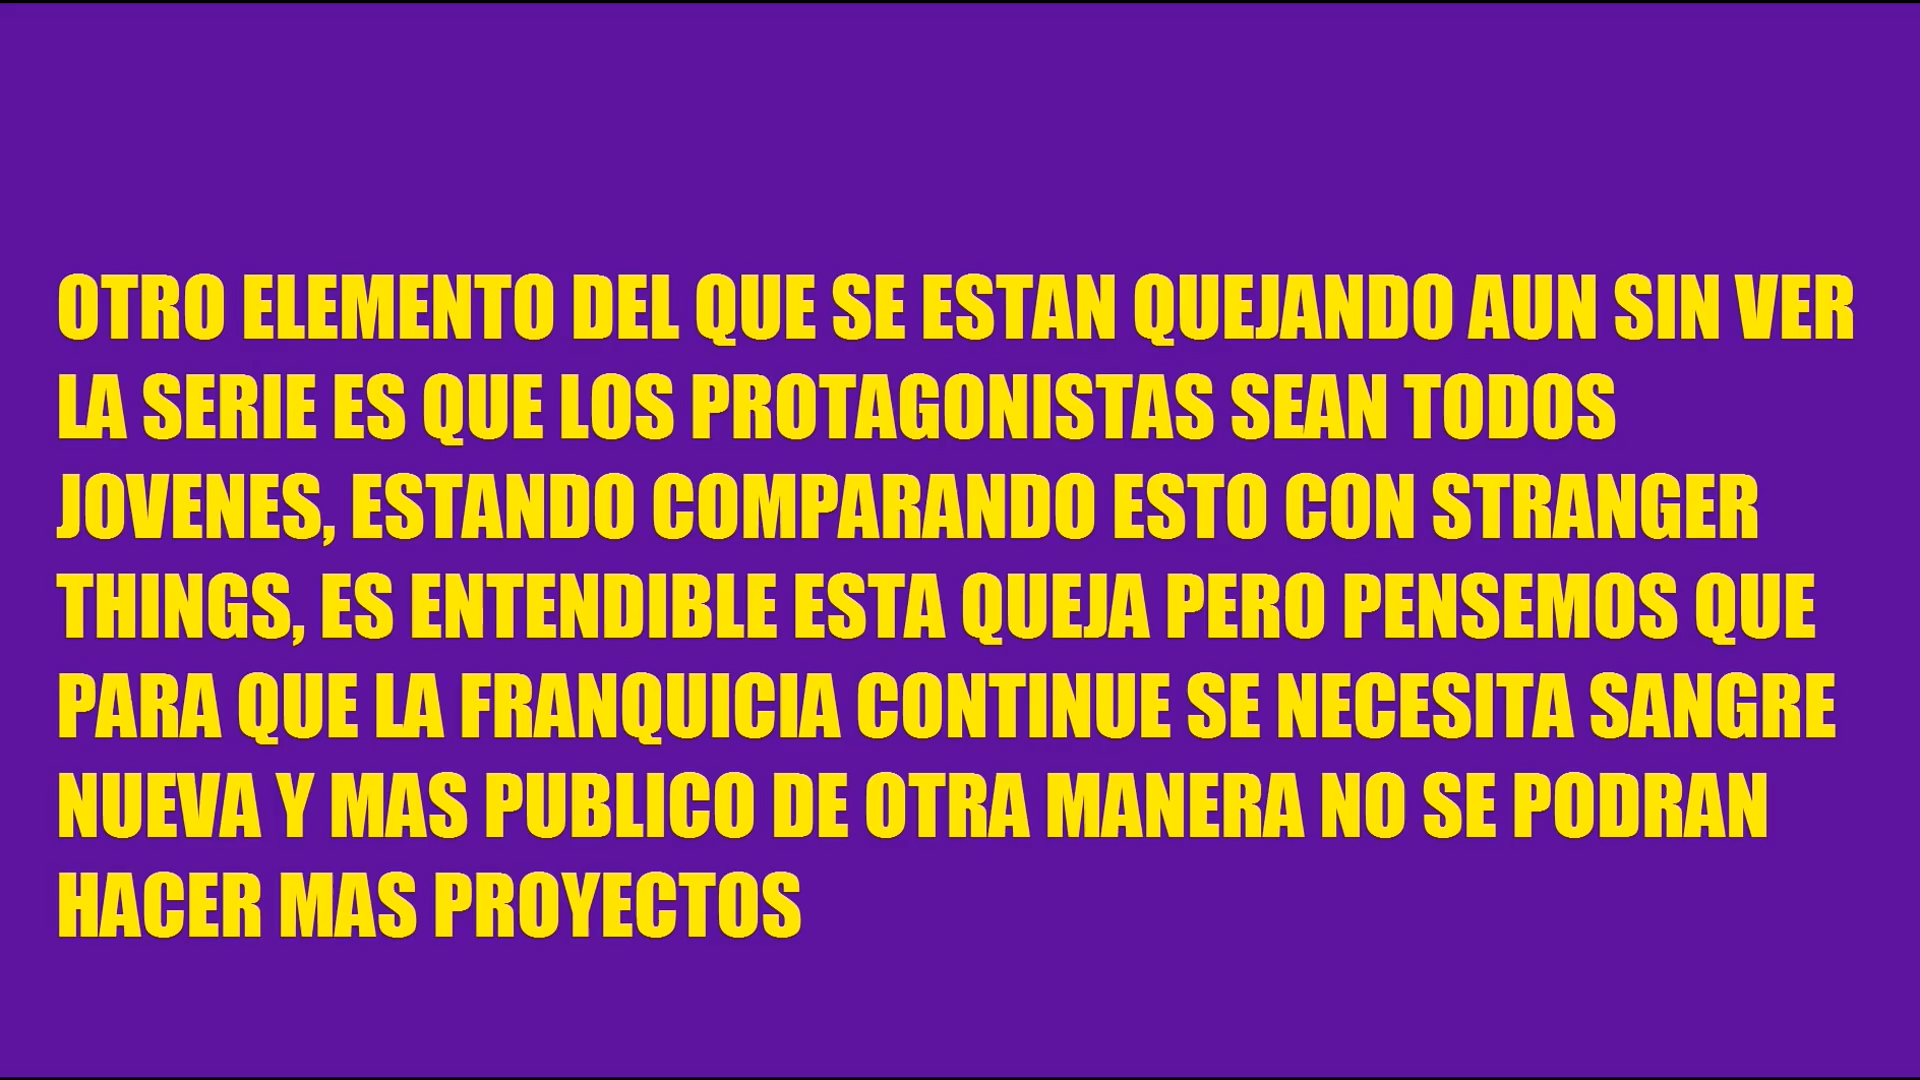 OTRO ELEMENTO DEL QUE SE ESTAN QUEJANDO AUN SIN VER
LA SERIE ES QUE LOS PROTAGONISTAS SEAN TODOS
JOVENES, ESTANDO COMPARANDO ESTO CON STRANGER
THINGS, ES ENTENDIBLE ESTA QUEJA PERO PENSEMOS QUE
PARA QUE LA FRANQUICIA CONTINUE SE NECESITA SANGRE
NUEVA Y MAS PUBLICO DE OTRA MANERA NO SE PODRAN
HACER MAS PROYECTOS